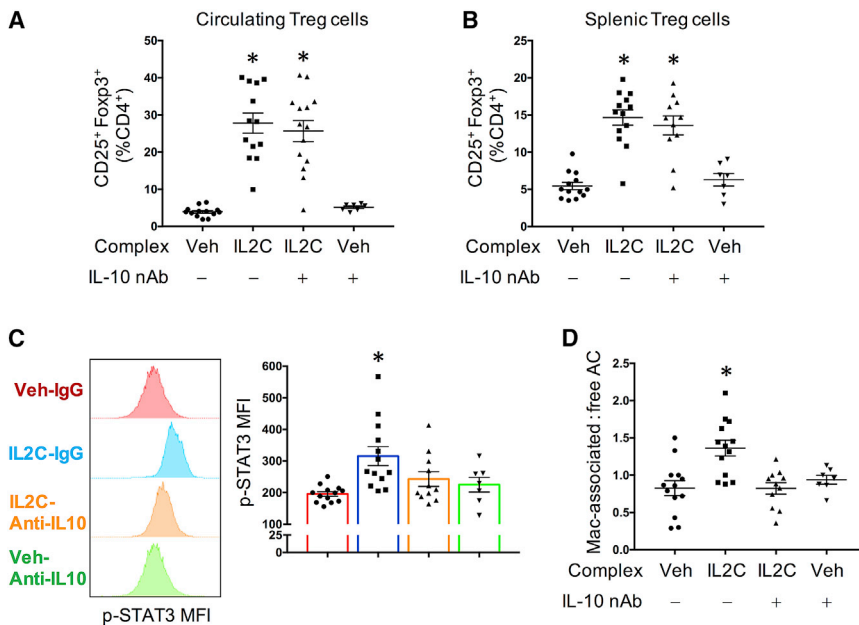 A
Circulating Treg cells
*
*
50
40
30
20
10
0
CD25+ Foxp3+
(%CD4+)
Complex Veh IL2C IL2C Veh
IL-10 nAb – – + +
B
Splenic Treg cells
*
*
25
20
15
10
5
0
CD25+ Foxp3+
(%CD4+)
Complex Veh IL2C IL2C Veh
IL-10 nAb – – + +
C
Veh-IgG
IL2C-IgG
IL2C-
Anti-IL10
Veh-
Anti-IL10
p-STAT3 MFI
*
600
500
400
300
200
100
25
0
p-STAT3 MFI
D
*
2.5
2.0
1.5
1.0
0.5
0.0
Mac-associated : free AC
Complex Veh IL2C IL2C Veh
IL-10 nAb – – + +